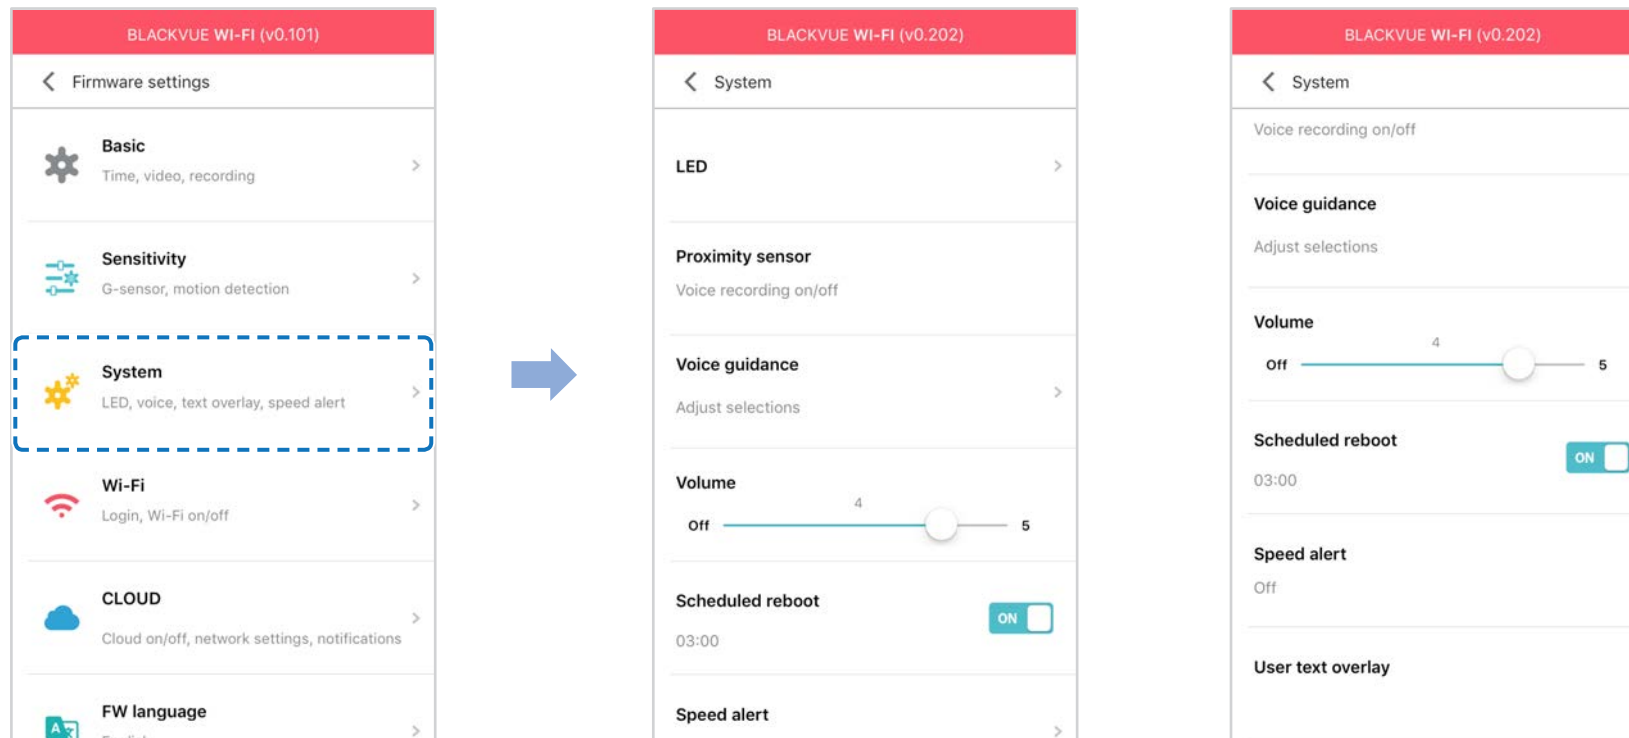 BLACKVUE WI-FI (v0.101)
Firmware settings
Basic
Time, video, recording
Sensitivity
G-sensor, motion detection
System
LED, voice, text overlay, speed alert
Wi-Fi
Login, Wi-Fi on/off
CLOUD
Cloud on/off, network settings, notifications
FW language
BLACKVUE WI-FI (v0.202)
System
LED
Proximity sensor
Voice recording on/off
Voice guidance
Adjust selections
Volume
4
Off 5
Scheduled reboot
ON
03:00
Speed alert
BLACKVUE WI-FI (v0.202)
System
Voice recording on/off
Voice guidance
Adjust selections
Volume
4
Off 5
Scheduled reboot
ON
03:00
Speed alert
Off
User text overlay